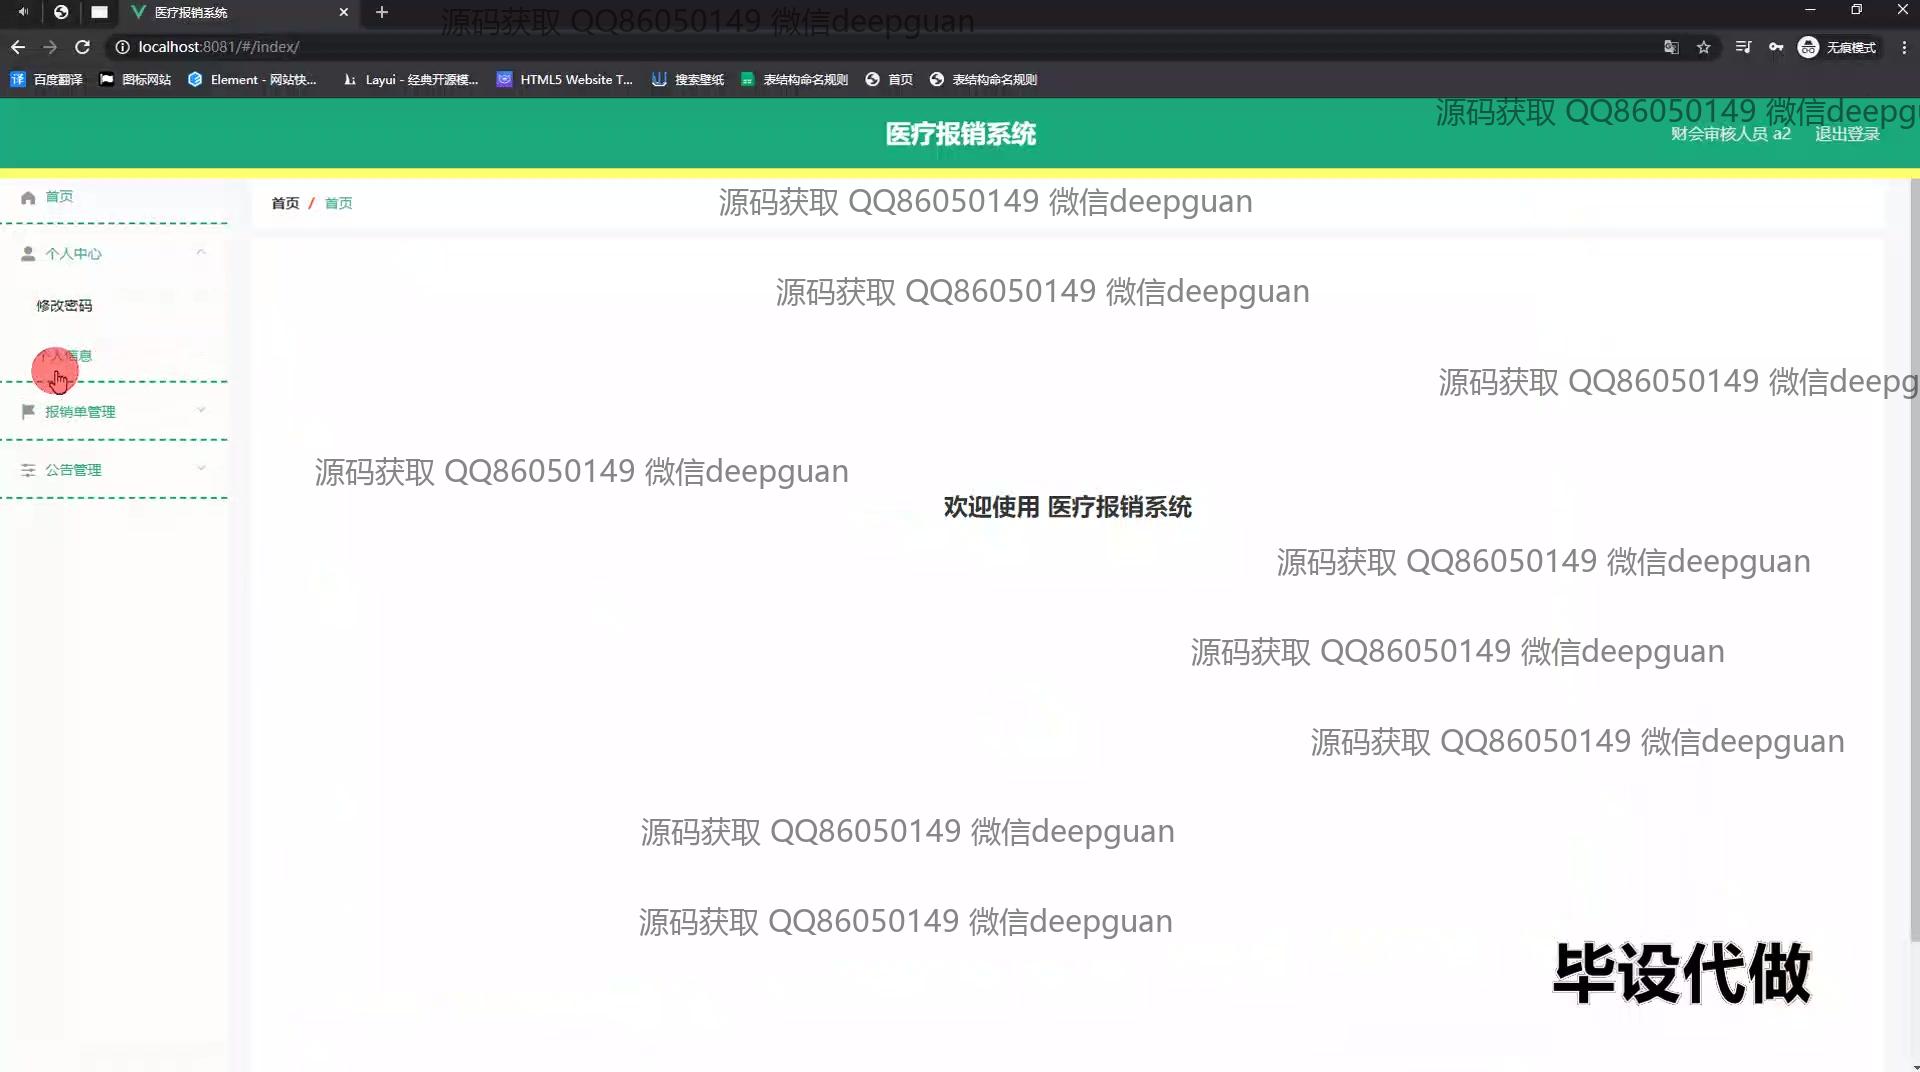 医疗报销系统
源码获取 QQ86050149 微信deepguan
localhost:8081/#/index/
无痕模式
百度翻译
图标网站
Element - 网站快...
Layui - 经典开源模...
HTML5 Website T...
搜索壁纸
表结构命名规则
首页
表结构命名规则
源码获取 QQ86050149 微信deepgu
医疗报销系统
财会审核人员 a2
退出登录
首页
首页 / 首页
源码获取 QQ86050149 微信deepguan
个人中心
源码获取 QQ86050149 微信deepguan
修改密码
个人信息
源码获取 QQ86050149 微信deepg
报销单管理
公告管理
源码获取 QQ86050149 微信deepguan
欢迎使用 医疗报销系统
源码获取 QQ86050149 微信deepguan
源码获取 QQ86050149 微信deepguan
源码获取 QQ86050149 微信deepguan
源码获取 QQ86050149 微信deepguan
源码获取 QQ86050149 微信deepguan
毕设代做